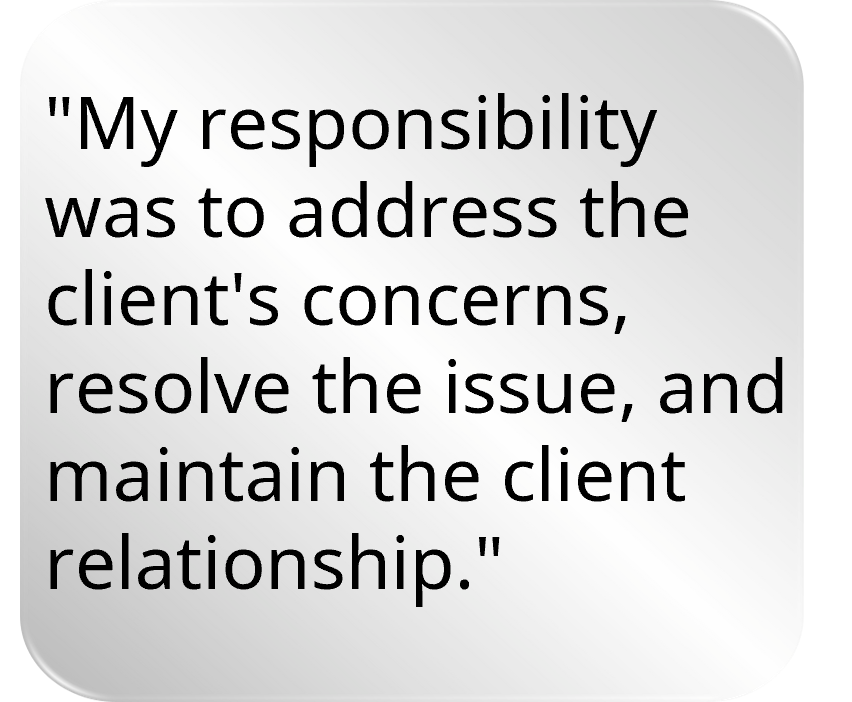 "My responsibility
was to address the
client's concerns,
resolve the issue, and
maintain the client
relationship."